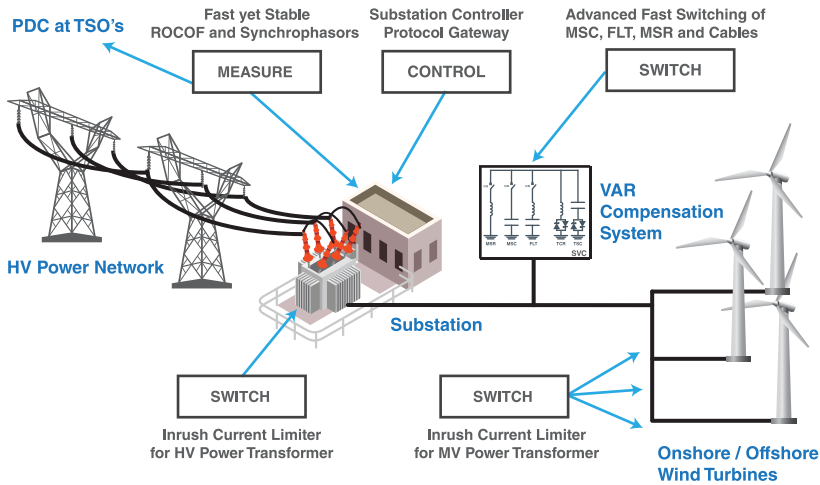 PDC at TSO's
Fast yet Stable
ROCOF and Synchrophasors
MEASURE
Substation Controller
Protocol Gateway
CONTROL
Advanced Fast Switching of
MSC, FLT, MSR and Cables
SWITCH
HV Power Network
MSR MSC FLT TCR TSC
SVC
VAR
Compensation
System
Substation
SWITCH
Inrush Current Limiter
for HV Power Transformer
SWITCH
Inrush Current Limiter
for MV Power Transformer
Onshore / Offshore
Wind Turbines